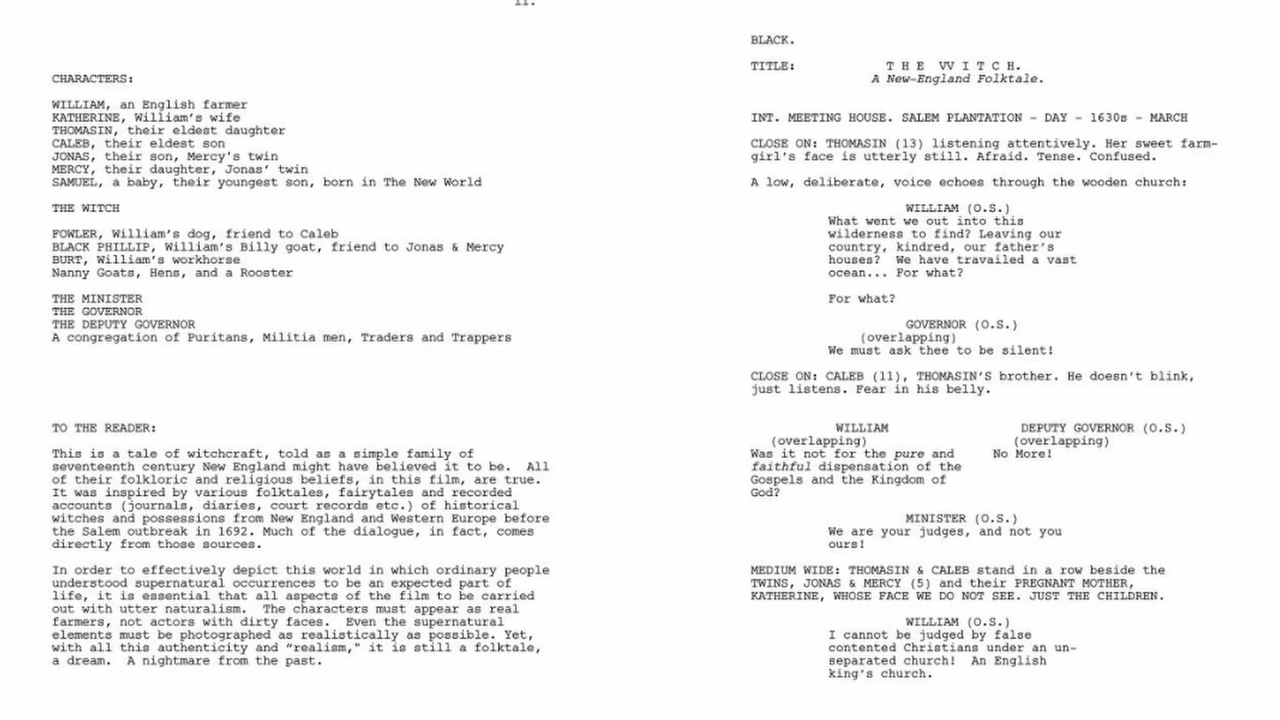 ii.
CHARACTERS:
WILLIAM, an English farmer
KATHERINE, William's wife
THOMASIN, their eldest daughter
CALEB, their eldest son
JONAS, their son, Mercy's twin
MERCY, their daughter, Jonas' twin
SAMUEL, a baby, their youngest son, born in The New World
THE WITCH
FOWLER, William's dog, friend to Caleb
BLACK PHILLIP, William's Billy goat, friend to Jonas & Mercy
BURT, William's workhorse
Nanny Goats, Hens, and a Rooster
THE MINISTER
THE GOVERNOR
THE DEPUTY GOVERNOR
A congregation of Puritans, Militia men, Traders and Trappers
TO THE READER:
This is a tale of witchcraft, told as a simple family of
seventeenth century New England might have believed it to be.  All
of their folkloric and religious beliefs, in this film, are true.
It was inspired by various folktales, fairytales and recorded
accounts (journals, diaries, court records etc.) of historical
witches and possessions from New England and Western Europe before
the Salem outbreak in 1692. Much of the dialogue, in fact, comes
directly from those sources.
In order to effectively depict this world in which ordinary people
understood supernatural occurrences to be an expected part of
life, it is essential that all aspects of the film to be carried
out with utter naturalism.  The characters must appear as real
farmers, not actors with dirty faces.  Even the supernatural
elements must be photographed as realistically as possible. Yet,
with all this authenticity and “realism," it is still a folktale,
a dream.  A nightmare from the past.
BLACK.
TITLE: T H E  VV I T C H.
A New-England Folktale.
INT. MEETING HOUSE. SALEM PLANTATION - DAY - 1630s - MARCH
CLOSE ON: THOMASIN (13) listening attentively. Her sweet farm-
girl's face is utterly still. Afraid. Tense. Confused.
A low, deliberate, voice echoes through the wooden church:
WILLIAM (O.S.)
What went we out into this
wilderness to find? Leaving our
country, kindred, our father's
houses?  We have travailed a vast
ocean... For what?
For what?
GOVERNOR (O.S.)
(overlapping)
We must ask thee to be silent!
CLOSE ON: CALEB (11), THOMASIN'S brother. He doesn't blink,
just listens. Fear in his belly.
WILLIAM
(overlapping)
Was it not for the pure and
faithful dispensation of the
Gospels and the Kingdom of
God?
DEPUTY GOVERNOR (O.S.)
(overlapping)
No More!
MINISTER (O.S.)
We are your judges, and not you
ours!
MEDIUM WIDE: THOMASIN & CALEB stand in a row beside the
TWINS, JONAS & MERCY (5) and their PREGNANT MOTHER,
KATHERINE, WHOSE FACE WE DO NOT SEE. JUST THE CHILDREN.
WILLIAM (O.S.)
I cannot be judged by false
contented Christians under an un-
separated church!  An English
king's church.